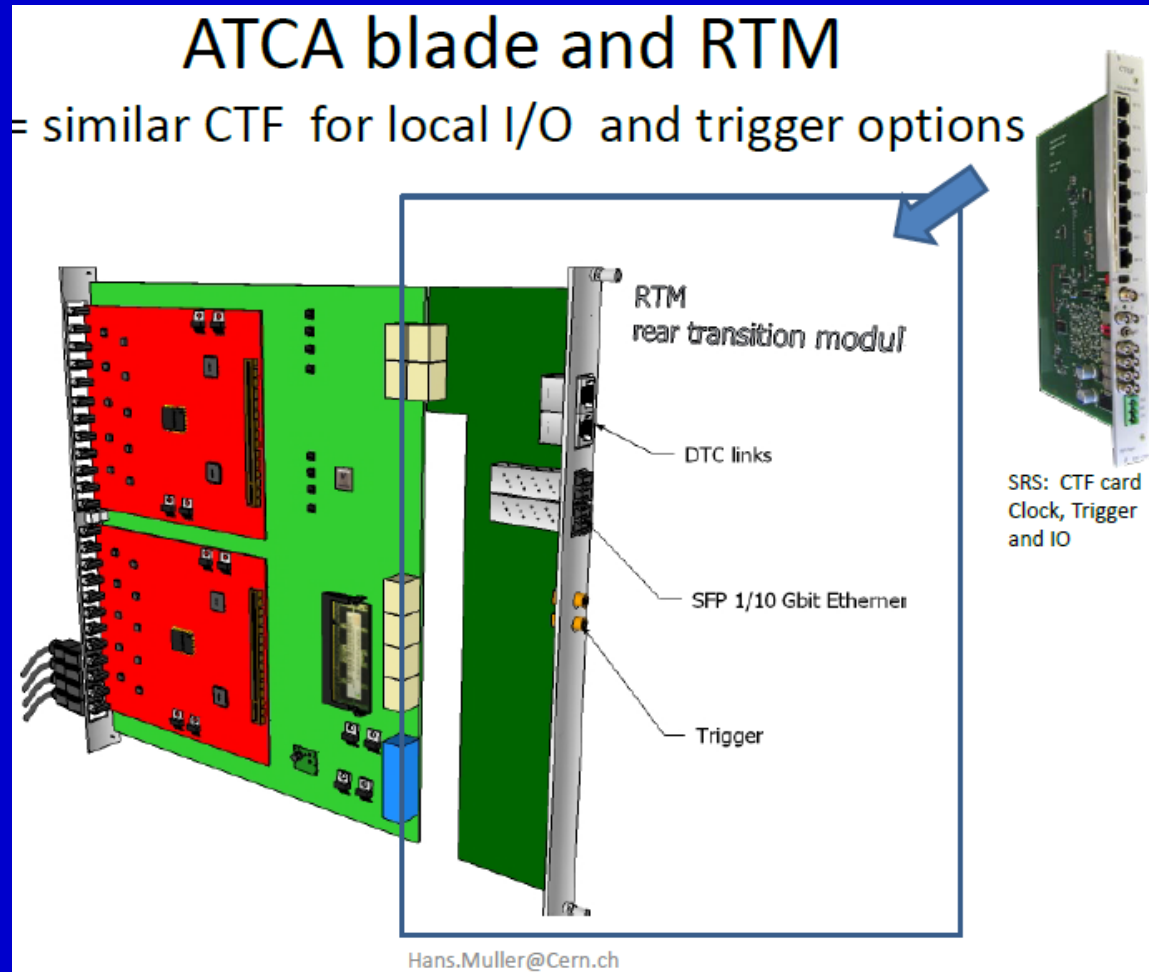 ATCA blade and RTM
= similar CTF for local I/O and trigger options
RTM
rear transition modul
DTC links
SFP 1/10 Gbit Etherner
Trigger
SRS: CTF card
Clock, Trigger
and IO
Hans.Muller@Cern.ch